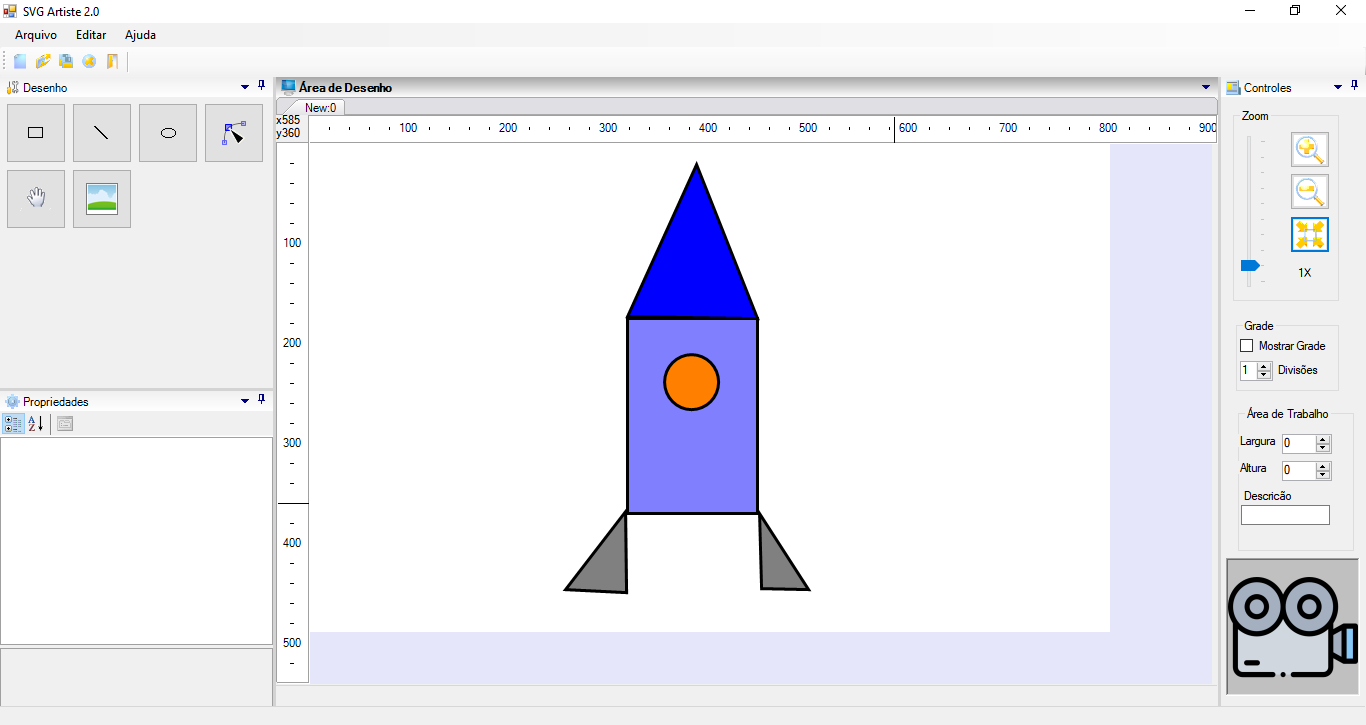 SVG Artiste 2.0
Arquivo Editar Ajuda
Desenho
Área de Desenho
Controles
New:0
x585
y360
100 200 300 400 500 600 700 800 900
100
200
300
400
500
Zoom
1X
Grade
Mostrar Grade
1 Divisões
Área de Trabalho
Largura 0
Altura 0
Descricão
Propriedades
A
Z